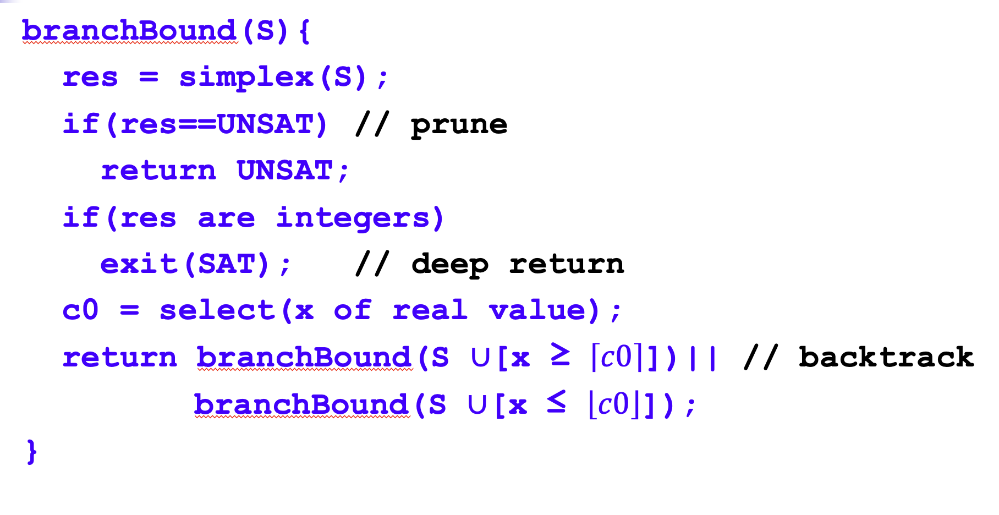 branchBound(S){
res = simplex(S);
if(res==UNSAT) // prune
return UNSAT;
if(res are integers)
exit(SAT); // deep return
c0 = select(x of real value);
return branchBound(S ∪[x ≥ ⌈c0⌉])|| // backtrack
branchBound(S ∪[x ≤ ⌊c0⌋]);
}